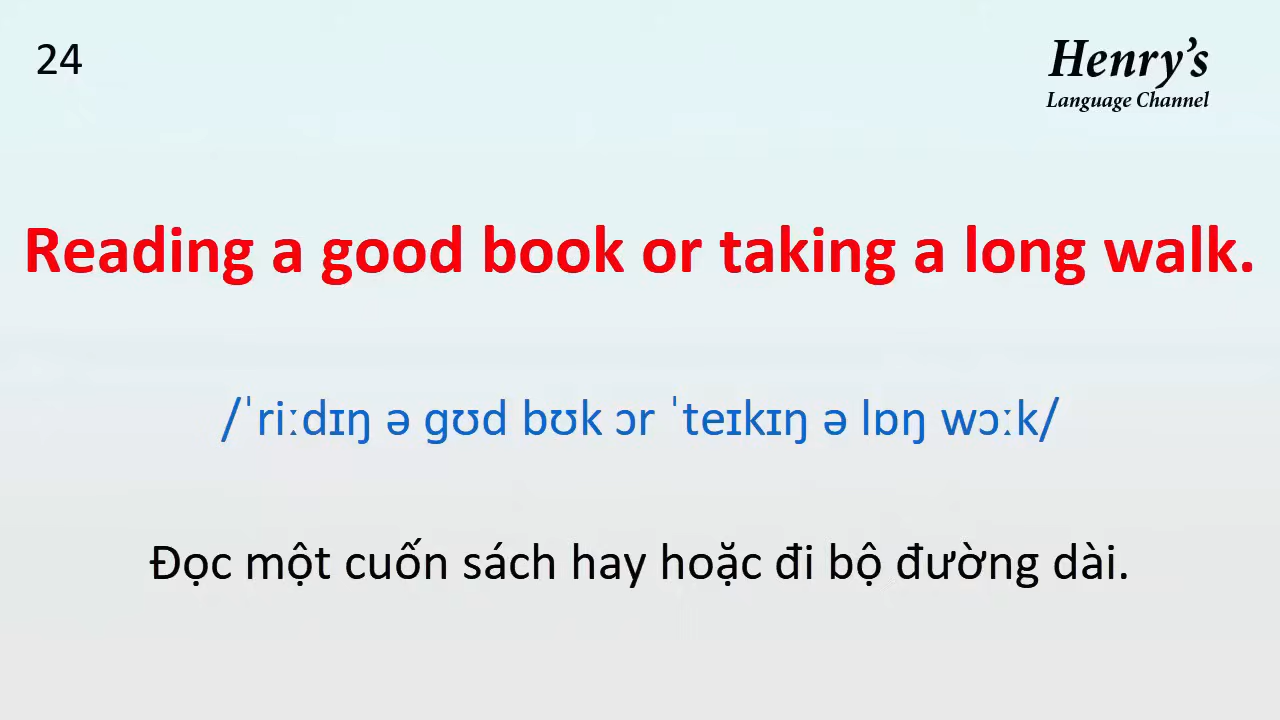 24
Henry's
Language Channel
Reading a good book or taking a long walk.
/ˈriːdɪŋ ə gʊd bʊk ɔr ˈteɪkɪŋ ə lɒŋ wɔːk/
Đọc một cuốn sách hay hoặc đi bộ đường dài.